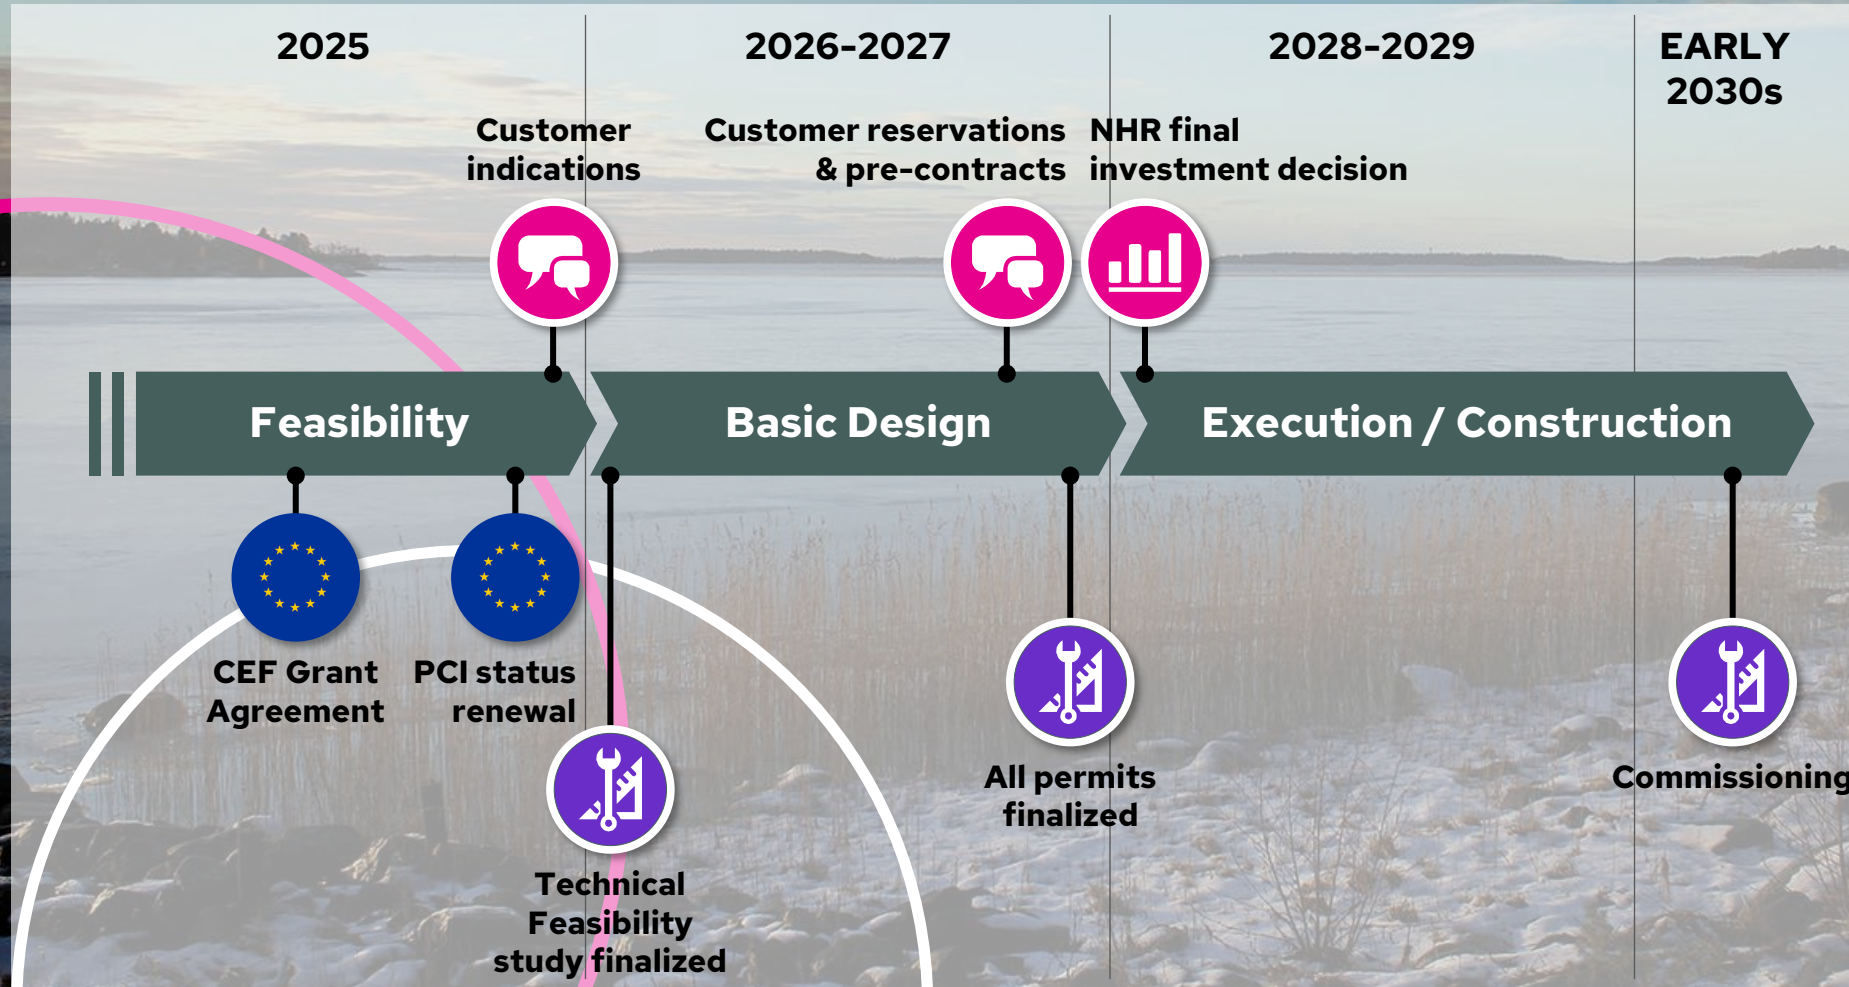 2025
2026-2027
2028-2029
EARLY
2030s
Customer
indications
Customer reservations
& pre-contracts
NHR final
investment decision
Feasibility
Basic Design
Execution / Construction
CEF Grant
Agreement
PCI status
renewal
Technical
Feasibility
study finalized
All permits
finalized
Commissioning